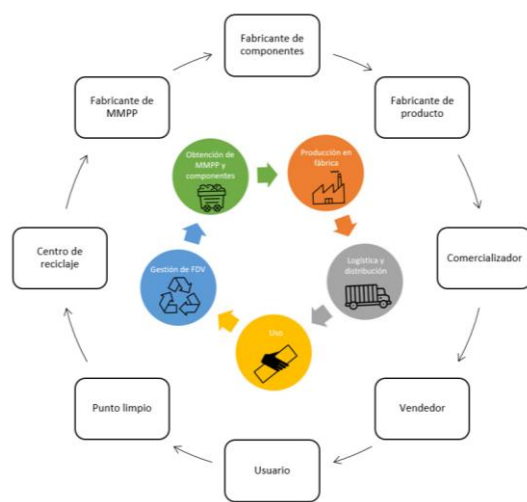 Fabricante de
componentes
Fabricante de
MMPP
Fabricante de
producto
Obtención de
MMPP y
componentes
Producción en
fábrica
Centro de
reciclaje
Gestión de FDV
Logística y
distribución
Comercializador
Uso
Punto limpio
Vendedor
Usuario